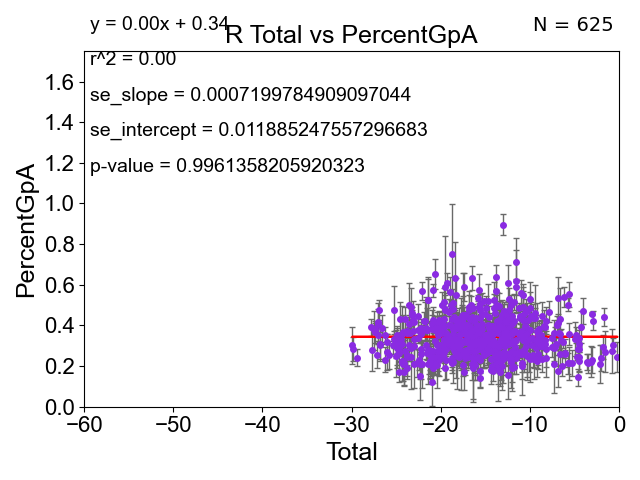 y = 0.00x + 0.34
N = 625
R Total vs PercentGpA
r^2 = 0.00
se_slope = 0.0007199784909097044
se_intercept = 0.011885247557296683
p-value = 0.9961358205920323
PercentGpA
1.6
1.4
1.2
1.0
0.8
0.6
0.4
0.2
0.0
−60 −50 −40 −30 −20 −10 0
Total